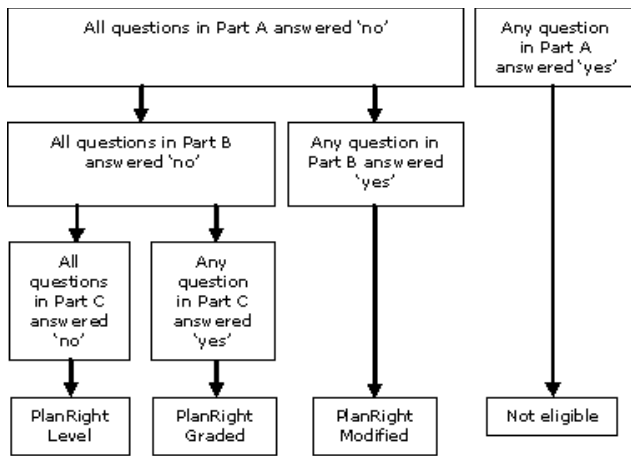 All questions in Part A answered ‘no’
Any question
in Part A
answered ‘yes’
All questions in Part B
answered ‘no’
Any question in
Part B answered
‘yes’
All
questions
in Part C
answered
‘no’
Any
question
in Part C
answered
‘yes’
PlanRight
Level
PlanRight
Graded
PlanRight
Modified
Not eligible